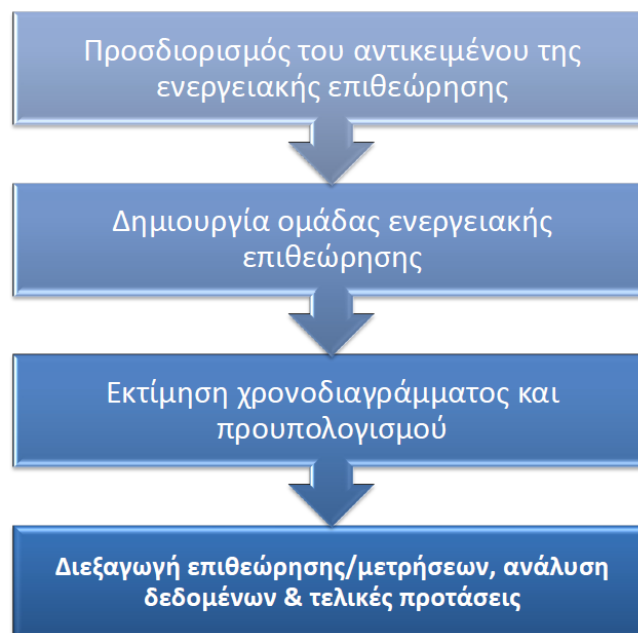 Προσδιορισμός του αντικειμένου της
ενεργειακής επιθεώρησης
Δημιουργία ομάδας ενεργειακής
επιθεώρησης
Εκτίμηση χρονοδιαγράμματος και
προυπολογισμού
Διεξαγωγή επιθεώρησης/μετρήσεων, ανάλυση
δεδομένων & τελικές προτάσεις